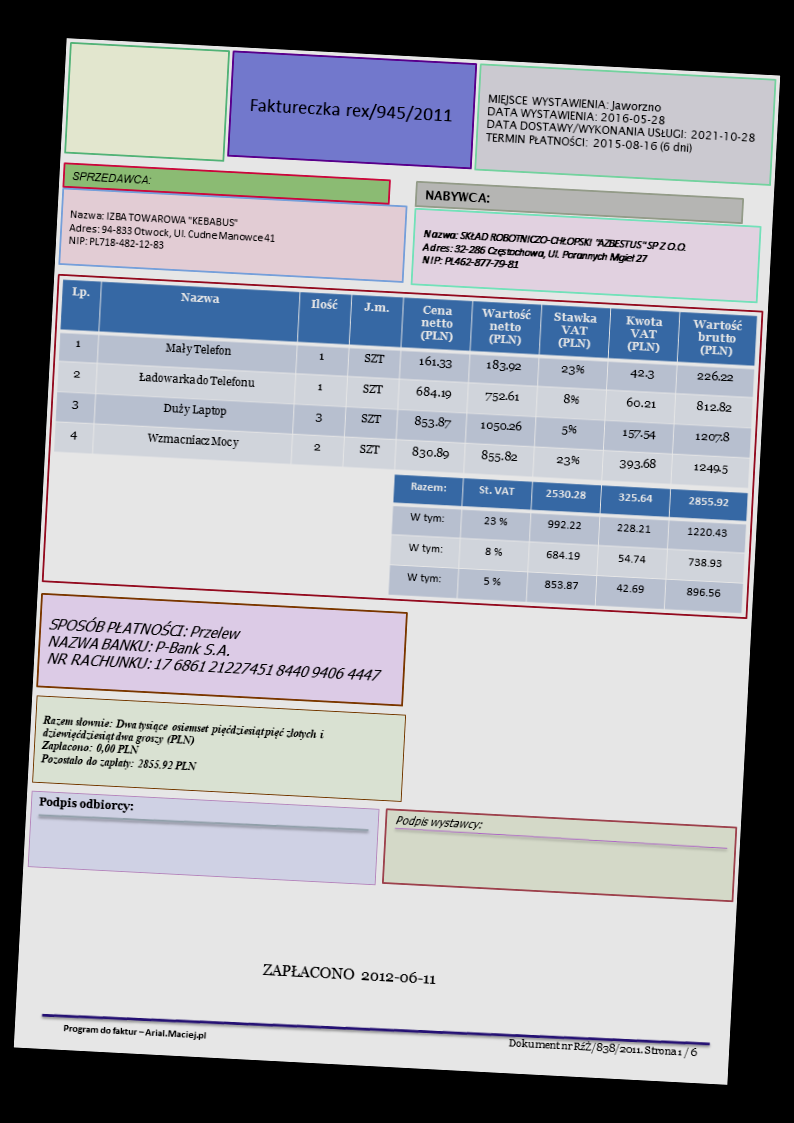 Faktureczka rex/945/2011
MIEJSCE WYSTAWIENIA: Jaworzno
DATA WYSTAWIENIA: 2016-05-28
DATA DOSTAWY/WYKONANIA USŁUGI: 2021-10-28
TERMIN PŁATNOŚCI: 2015-08-16 (6 dni)
SPRZEDAWCA:
Nazwa: IZBA TOWAROWA "KEBABUS"
Adres: 94-833 Otwock, Ul. Cudne Manowce 41
NIP: PL718-482-12-83
NABYWCA:
Nazwa: SKŁAD ROBOTNICZO-CHŁOPSKI "AZBESTUS" SP Z O.O.
Adres: 32-286 Częstochowa, Ul. Porannych Mgieł 27
NIP: PL462-877-79-81
Lp. Nazwa Ilość J.m. Cena netto (PLN) Wartość netto (PLN) Stawka VAT (PLN) Kwota VAT (PLN) Wartość brutto (PLN)
1 Mały Telefon 1 SZT 161.33 183.92 23% 42.3 226.22
2 Ładowarka do Telefonu 1 SZT 684.19 752.61 8% 60.21 812.82
3 Duży Laptop 3 SZT 853.87 1050.26 5% 157.54 1207.8
4 Wzmacniacz Mocy 2 SZT 830.89 855.82 23% 393.68 1249.5
Razem: St. VAT 2530.28 325.64 2855.92
W tym: 23 % 992.22 228.21 1220.43
W tym: 8 % 684.19 54.74 738.93
W tym: 5 % 853.87 42.69 896.56
SPOSÓB PŁATNOŚCI: Przelew
NAZWA BANKU: P-Bank S.A.
NR RACHUNKU: 17 6861 21227451 8440 9406 4447
Razem słownie: Dwa tysiące osiemset pięćdziesiąt pięć złotych i
dziewięćdziesiąt dwa groszy (PLN)
Zapłacono: 0,00 PLN
Pozostało do zapłaty: 2855.92 PLN
Podpis odbiorcy:
Podpis wystawcy:
ZAPŁACONO 2012-06-11
Program do faktur – Arial.Maciej.pl
Dokument nr RŹŻ/838/2011. Strona 1 / 6